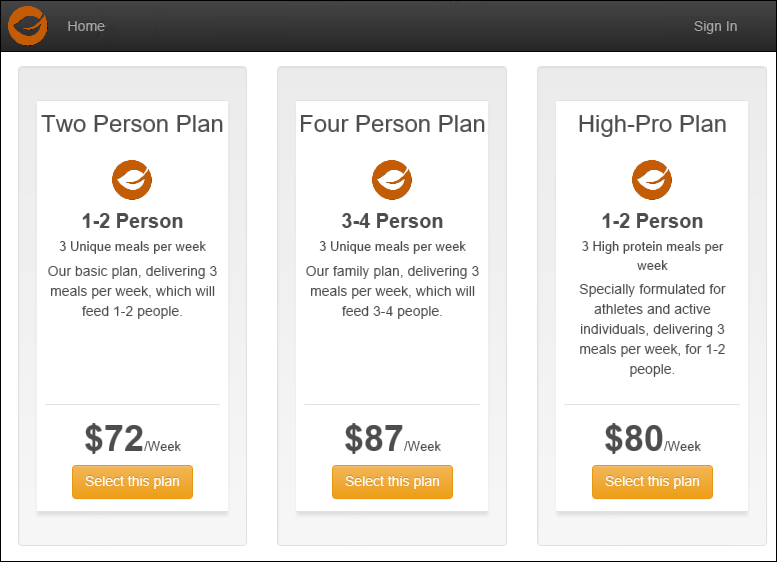 Home
Sign In
Two Person Plan
1-2 Person
3 Unique meals per week
Our basic plan, delivering 3
meals per week, which will
feed 1-2 people.
$72/Week
Select this plan
Four Person Plan
3-4 Person
3 Unique meals per week
Our family plan, delivering 3
meals per week, which will
feed 3-4 people.
$87/Week
Select this plan
High-Pro Plan
1-2 Person
3 High protein meals per
week
Specially formulated for
athletes and active
individuals, delivering 3
meals per week, for 1-2
people.
$80/Week
Select this plan